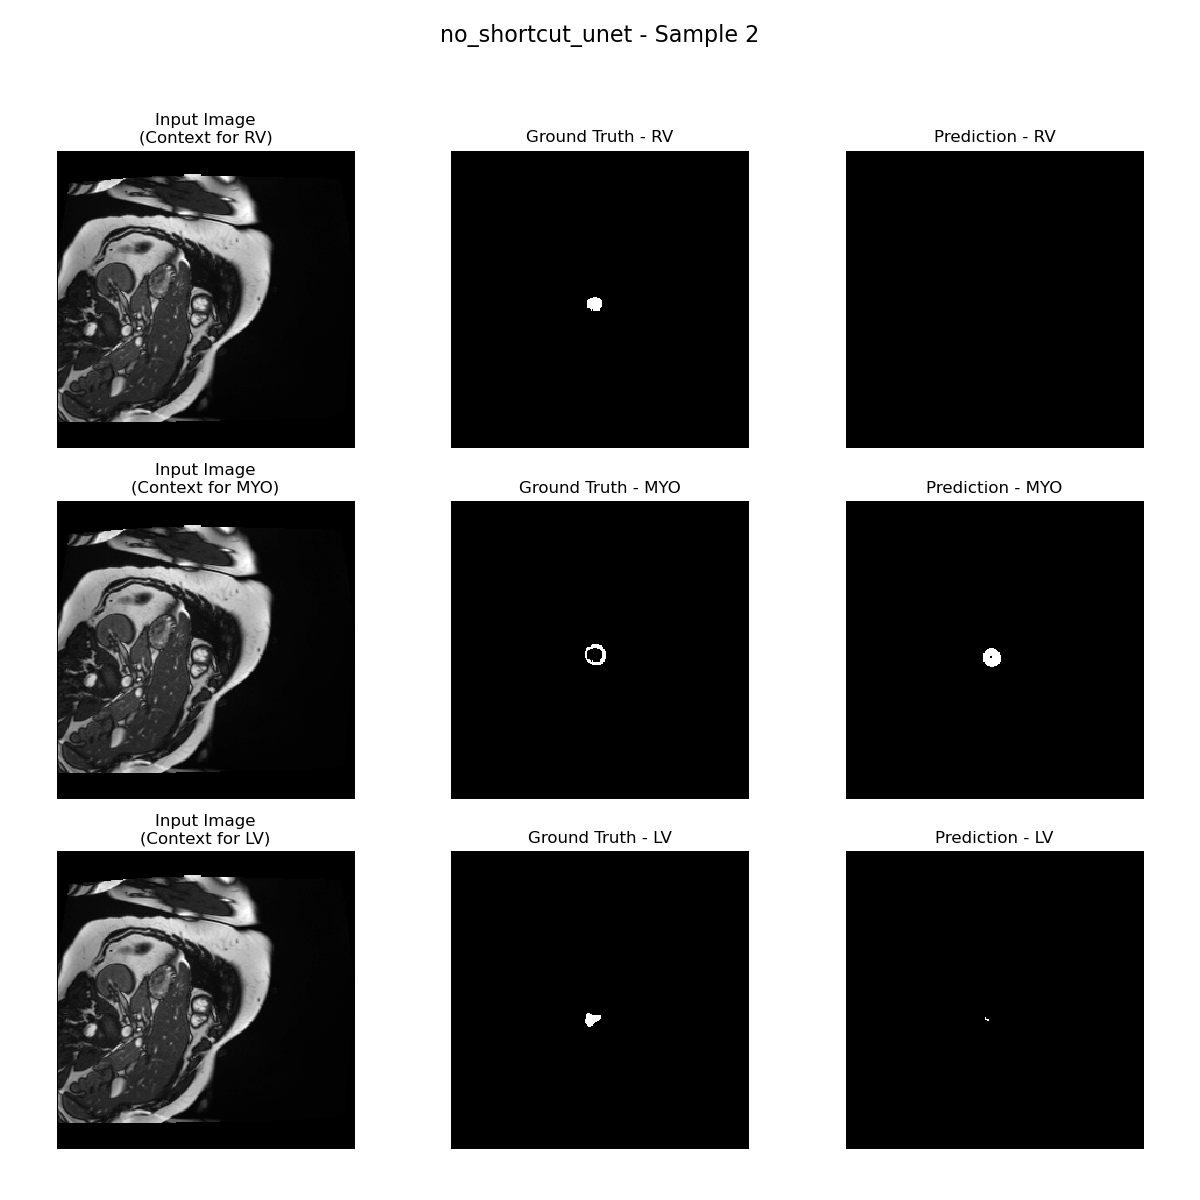 no_shortcut_unet - Sample 2
Input Image
(Context for RV)
Ground Truth - RV
Prediction - RV
Input Image
(Context for MYO)
Ground Truth - MYO
Prediction - MYO
Input Image
(Context for LV)
Ground Truth - LV
Prediction - LV